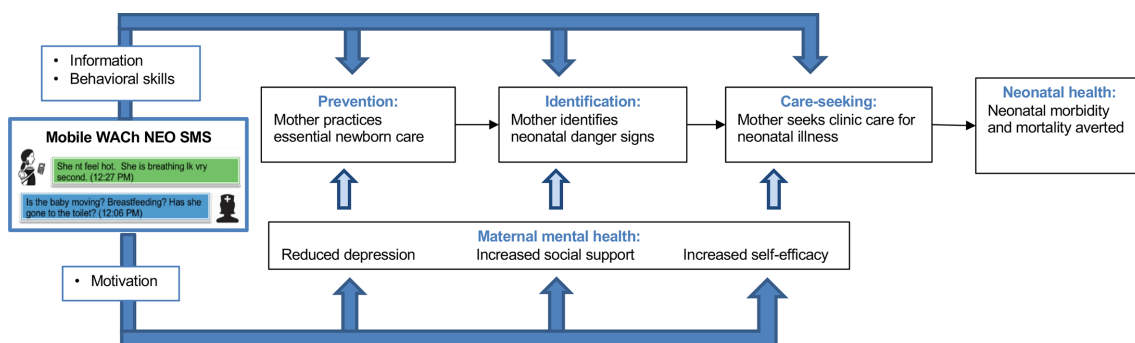 • Information
• Behavioral skills
Mobile WACh NEO SMS
She nt feel hot. She is breathing lk vry
second. (12:27 PM)
Is the baby moving? Breastfeeding? Has she
gone to the toilet? (12:06 PM)
• Motivation
Prevention:
Mother practices
essential newborn care
Identification:
Mother identifies
neonatal danger signs
Care-seeking:
Mother seeks clinic care for
neonatal illness
Neonatal health:
Neonatal morbidity
and mortality averted
Maternal mental health:
Reduced depression Increased social support Increased self-efficacy